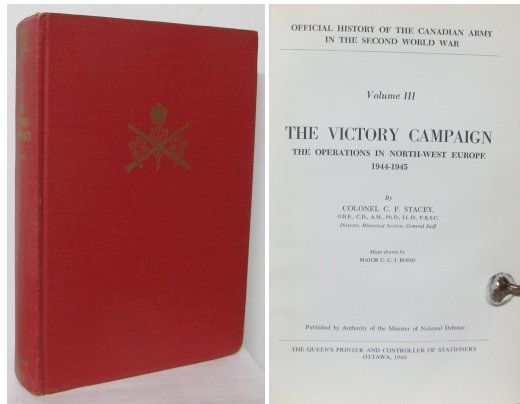 OFFICIAL HISTORY OF THE CANADIAN ARMY
IN THE SECOND WORLD WAR
Volume III
THE VICTORY CAMPAIGN
THE OPERATIONS IN NORTH-WEST EUROPE
1944-1945
By
COLONEL C. P. STACEY,
O.B.E., C.D., A.M., Ph.D., LL.D., F.R.S.C.
Director, Historical Section, General Staff
Maps drawn by
MAJOR C. C. J. BOND
Published by Authority of the Minister of National Defence
THE QUEEN'S PRINTER AND CONTROLLER OF STATIONERY
OTTAWA, 1960